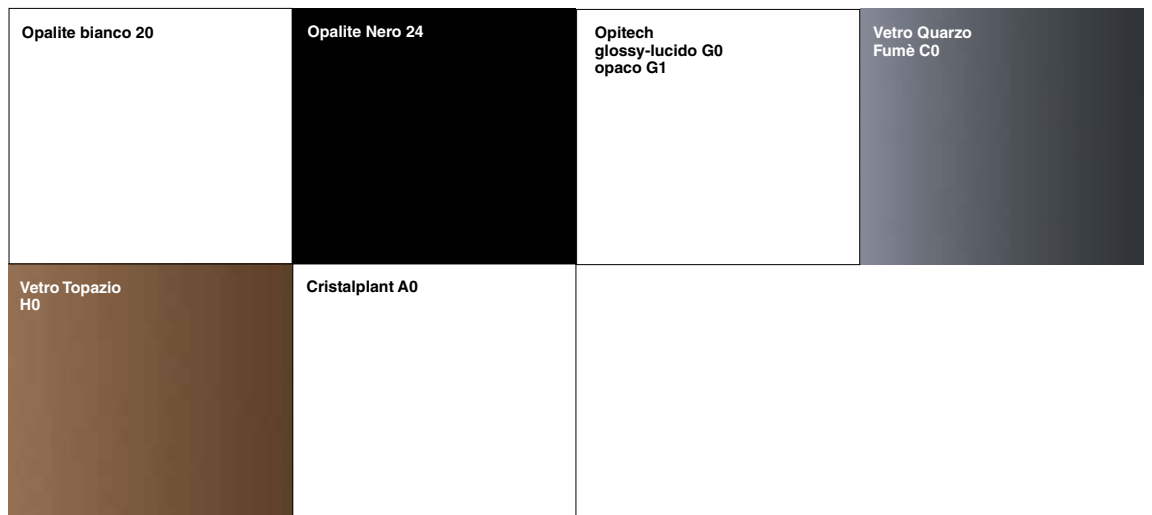 Opalite bianco 20
Opalite Nero 24
Opitech
glossy-lucido G0
opaco G1
Vetro Quarzo
Fumè C0
Vetro Topazio
H0
Cristalplant A0